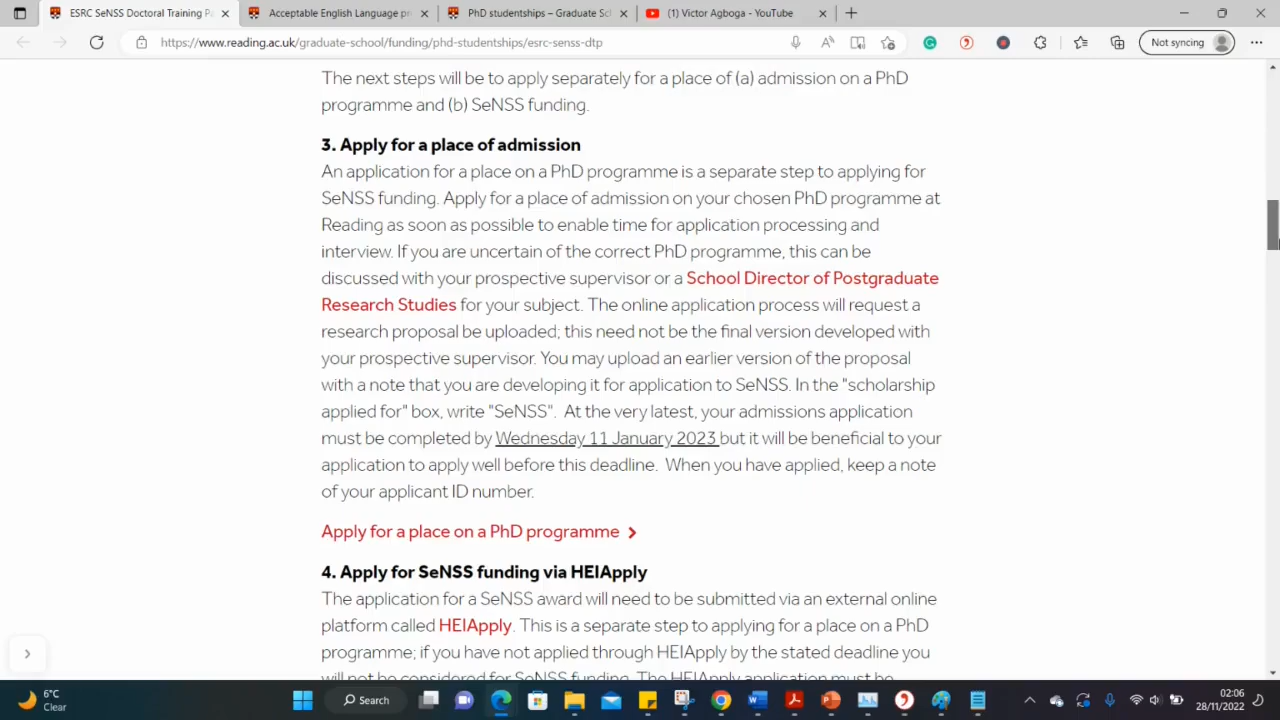 ESRC SeNSS Doctoral Training Pa
Acceptable English Language pr
PhD studentships – Graduate Sch
(1) Victor Agboga - YouTube
https://www.reading.ac.uk/graduate-school/funding/phd-studentships/esrc-senss-dtp
Not syncing
The next steps will be to apply separately for a place of (a) admission on a PhD
programme and (b) SeNSS funding.
3. Apply for a place of admission
An application for a place on a PhD programme is a separate step to applying for
SeNSS funding. Apply for a place of admission on your chosen PhD programme at
Reading as soon as possible to enable time for application processing and
interview. If you are uncertain of the correct PhD programme, this can be
discussed with your prospective supervisor or a School Director of Postgraduate
Research Studies for your subject. The online application process will request a
research proposal be uploaded; this need not be the final version developed with
your prospective supervisor. You may upload an earlier version of the proposal
with a note that you are developing it for application to SeNSS. In the "scholarship
applied for" box, write "SeNSS". At the very latest, your admissions application
must be completed by Wednesday 11 January 2023 but it will be beneficial to your
application to apply well before this deadline. When you have applied, keep a note
of your applicant ID number.
Apply for a place on a PhD programme
4. Apply for SeNSS funding via HEIApply
The application for a SeNSS award will need to be submitted via an external online
platform called HEIApply. This is a separate step to applying for a place on a PhD
programme; if you have not applied through HEIApply by the stated deadline you
will not be considered for SeNSS funding. The HEIApply application must be
6°C
Clear
Search
02:06
28/11/2022